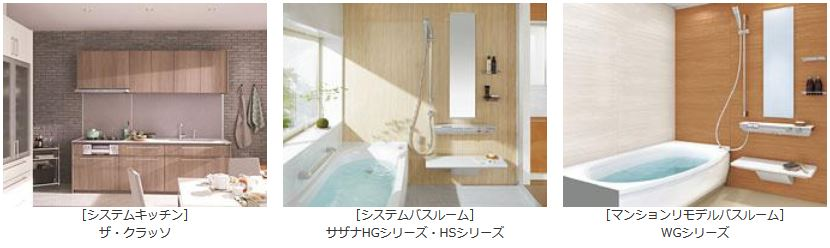 [システムキッチン]
ザ・クラッソ
[システムバスルーム]
サザナHGシリーズ・HSシリーズ
[マンションリモデルバスルーム]
WGシリーズ